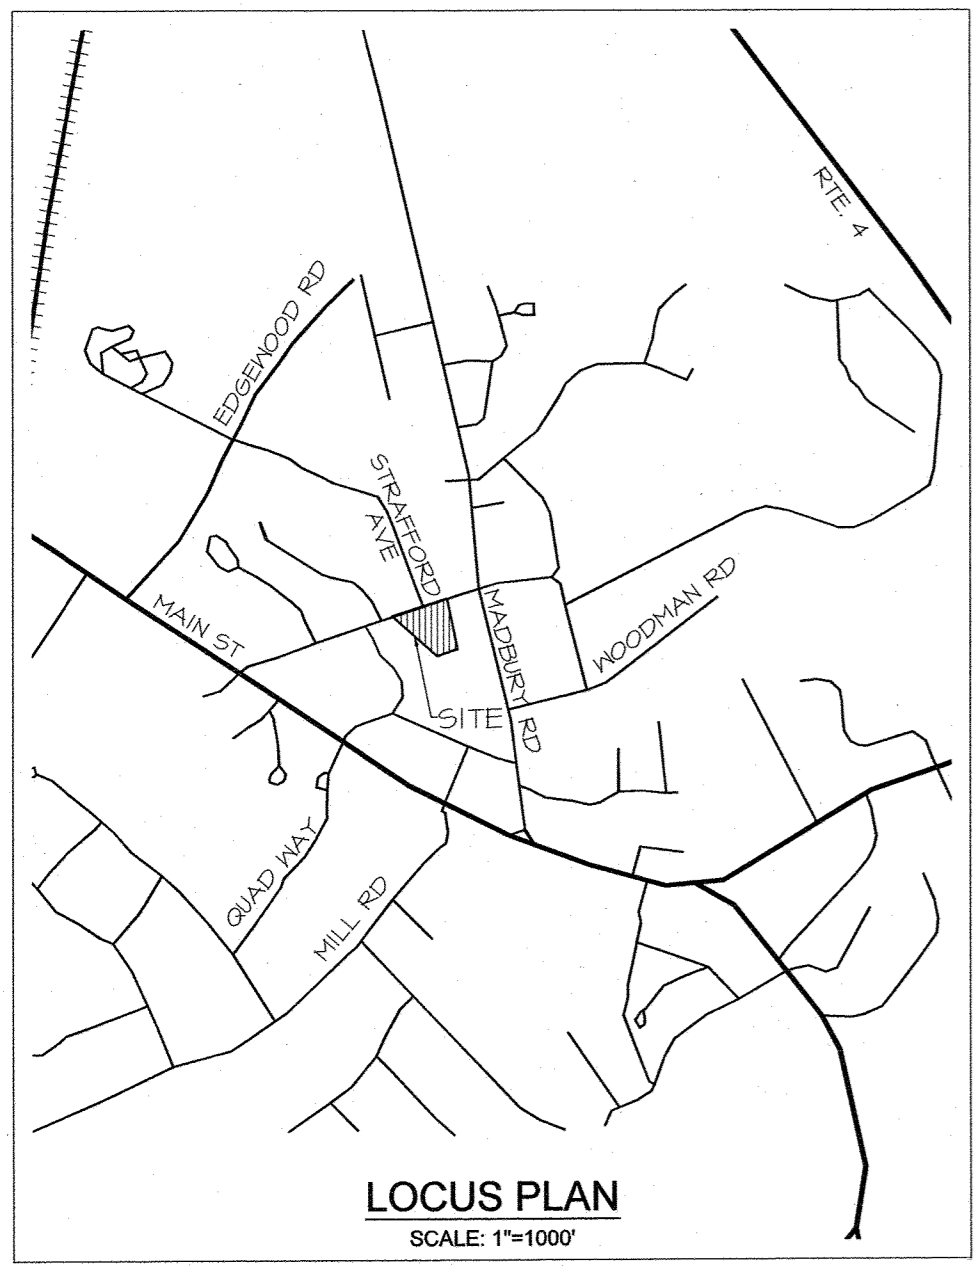 RTE. 4
EDGEWOOD RD
STRAFFORD
AVE
MAIN ST
MADBURY RD
WOODMAN RD
SITE
QUAD WAY
MILL RD
LOCUS PLAN
SCALE: 1"=1000'